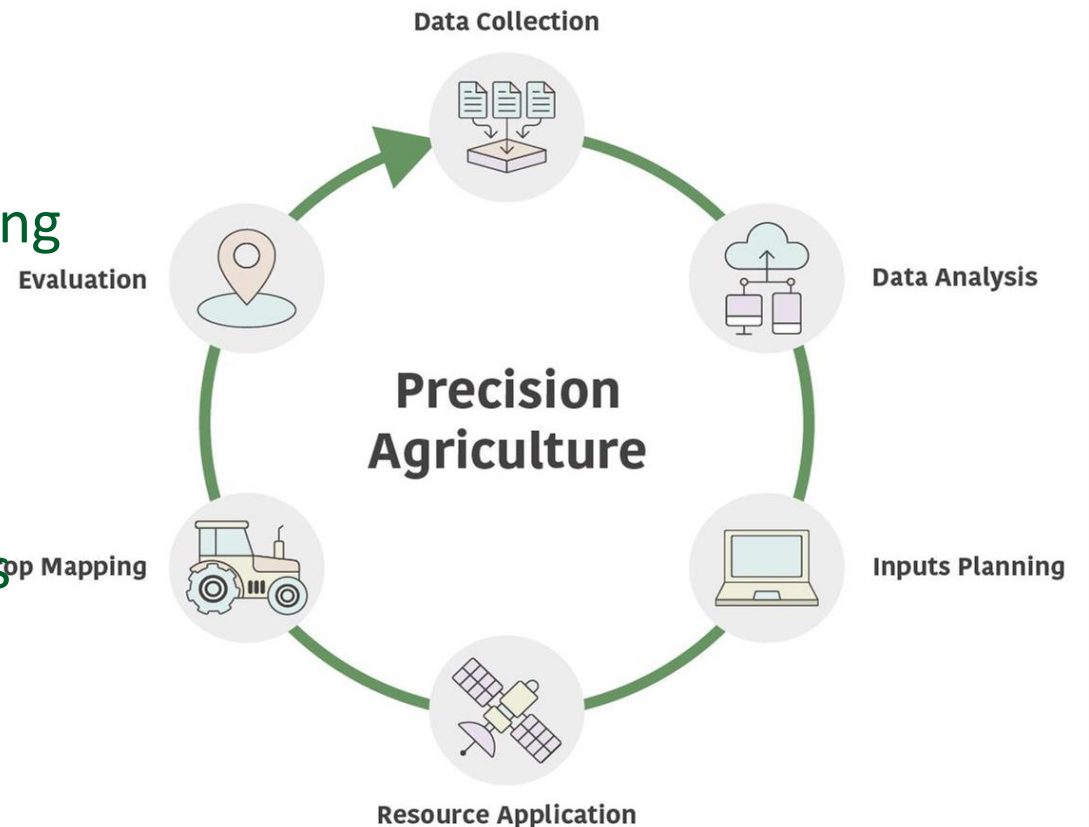 Data Collection
ng
Evaluation
Data Analysis
Precision
Agriculture
s
op Mapping
Inputs Planning
Resource Application